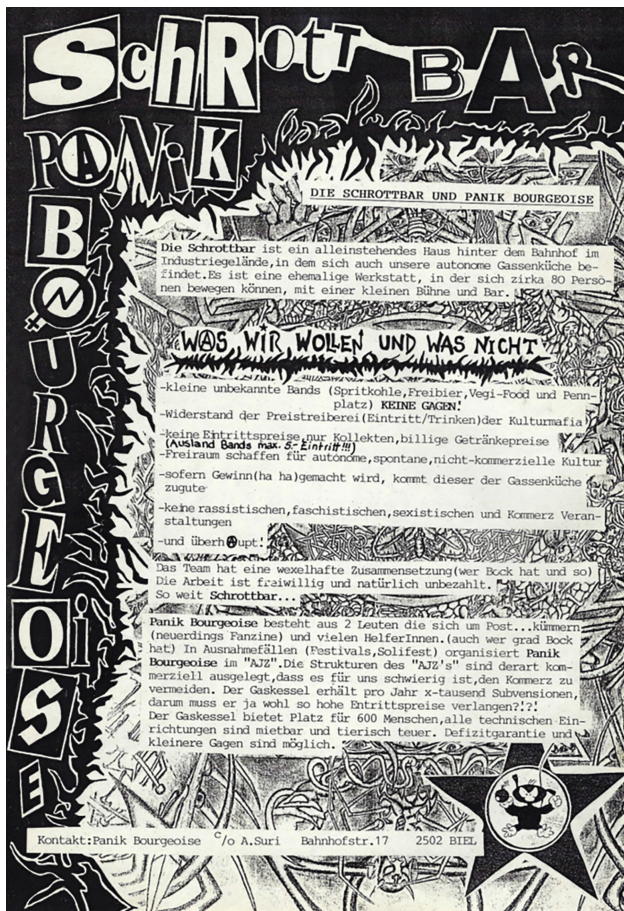 SCHROTT BAR
PANiK
BOURGEOiSE
DIE SCHROTTBAR UND PANIK BOURGEOISE
Die Schrottbar ist ein alleinstehendes Haus hinter dem Bahnhof im
Industriegelände,in dem sich auch unsere autonome Gassenküche be-
findet.Es ist eine ehemalige Werkstatt, in der sich zirka 80 Persö-
nen bewegen können, mit einer kleinen Bühne und Bar.
WAS WIR WOLLEN UND WAS NICHT
-kleine unbekannte Bands (Spritkohle,Freibier,Vegi-Food und Penn-
platz) KEINE GAGEN!
-Widerstand der Preistreiberei(Eintritt/Trinken)der Kulturmafia
-keine Eintrittspreise,nur Kollekten,billige Getränkepreise
(Ausland Bands max. 5.- Eintritt!!!)
-Freiraum schaffen für autonome,spontane,nicht-kommerzielle Kultur
-sofern Gewinn(ha ha)gemacht wird, kommt dieser der Gassenküche
zugute
-keine rassistischen,faschistischen,sexistischen und Kommerz Veran-
staltungen
-und überhAupt!
Das Team hat eine wexelhafte Zusammensetzung(wer Bock hat und so)
Die Arbeit ist freiwillig und natürlich unbezahlt.
So weit Schrottbar...
Panik Bourgeoise besteht aus 2 Leuten die sich um Post...kümmern
(neuerdings Fanzine) und vielen HelferInnen.(auch wer grad Bock
hat) In Ausnahmefällen (Festivals,Solifest) organisiert Panik
Bourgeoise im "AJZ".Die Strukturen des "AJZ's" sind derart kom-
merziell ausgelegt,dass es für uns schwierig ist,den Kommerz zu
vermeiden. Der Gaskessel erhält pro Jahr x-tausend Subvensionen,
darum muss er ja wohl so hohe Entrittspreise verlangen?!?!
Der Gaskessel bietet Platz für 600 Menschen,alle technischen Ein-
richtungen sind mietbar und tierisch teuer. Defizitgarantie und
kleinere Gagen sind möglich.
Kontakt:Panik Bourgeoise c/o A.Suri Bahnhofstr.17 2502 BIEL